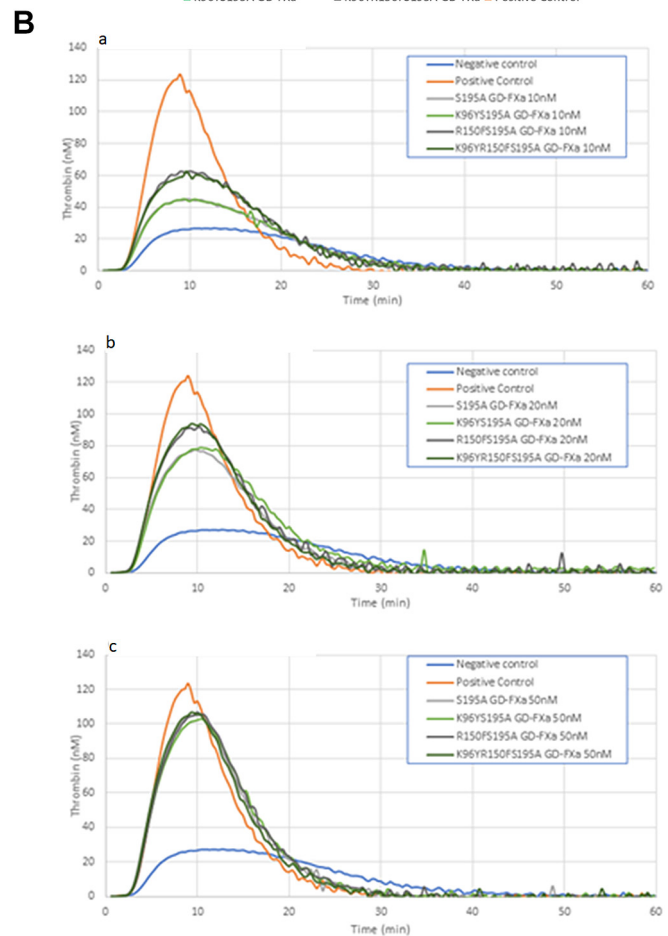 B
a
140
120
100
80
60
40
20
0
Thrombin (nM)
0 10 20 30 40 50 60
Time (min)
Negative control
Positive Control
S195A GD-FXa 10nM
K96YS195A GD-FXa 10nM
R150FS195A GD-FXa 10nM
K96YR150FS195A GD-FXa 10nM
b
140
120
100
80
60
40
20
0
Thrombin (nM)
0 10 20 30 40 50 60
Time (min)
Negative control
Positive Control
S195A GD-FXa 20nM
K96YS195A GD-FXa 20nM
R150FS195A GD-FXa 20nM
K96YR150FS195A GD-FXa 20nM
c
140
120
100
80
60
40
20
0
Thrombin (nM)
0 10 20 30 40 50 60
Time (min)
Negative control
Positive Control
S195A GD-FXa 50nM
K96YS195A GD-FXa 50nM
R150FS195A GD-FXa 50nM
K96YR150FS195A GD-FXa 50nM